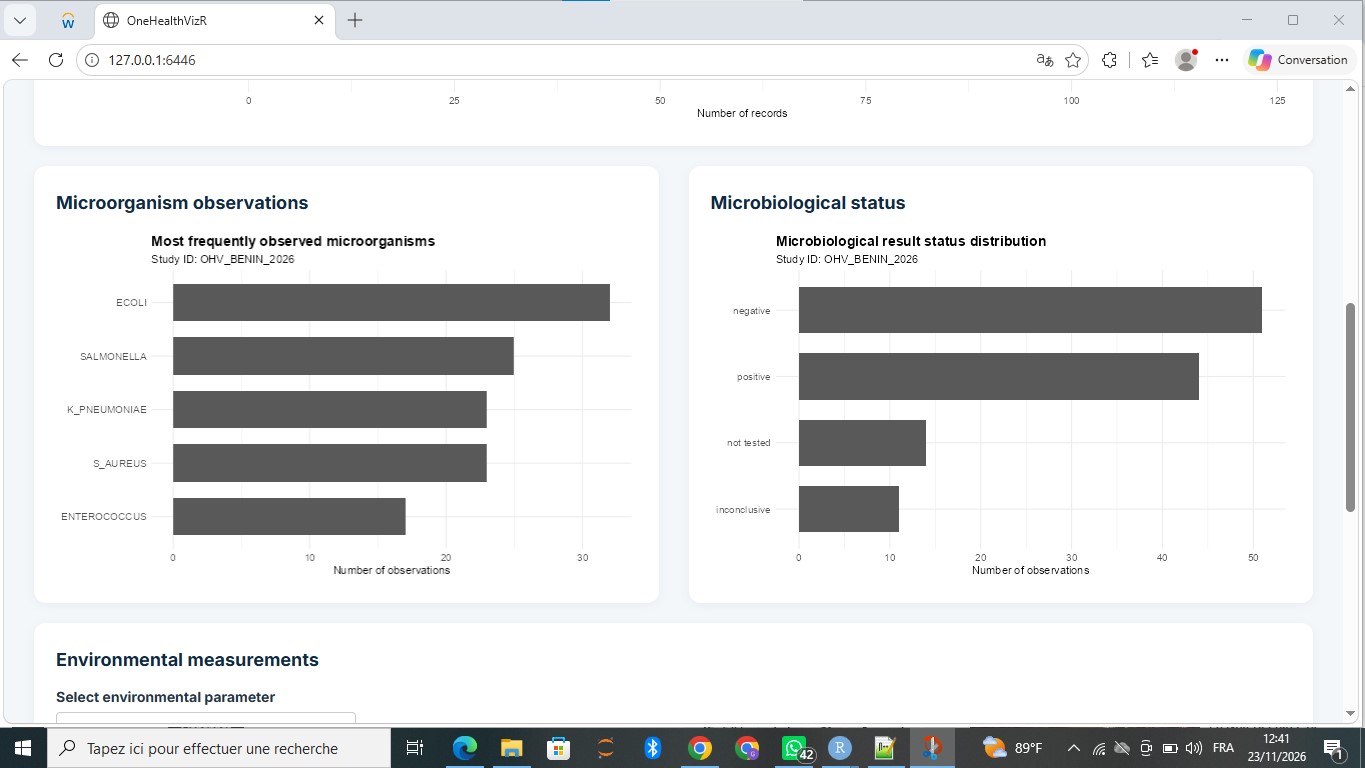 OneHealthVizR
127.0.0.1:6446
Conversation
0 25 50 75 100 125
Number of records
Microorganism observations
Most frequently observed microorganisms
Study ID: OHV_BENIN_2026
ECOLI
SALMONELLA
K_PNEUMONIAE
S_AUREUS
ENTEROCOCCUS
0 10 20 30
Number of observations
Microbiological status
Microbiological result status distribution
Study ID: OHV_BENIN_2026
negative
positive
not tested
inconclusive
0 10 20 30 40 50
Number of observations
Environmental measurements
Select environmental parameter
Tapez ici pour effectuer une recherche
42
89°F
FRA
12:41
23/11/2026
1